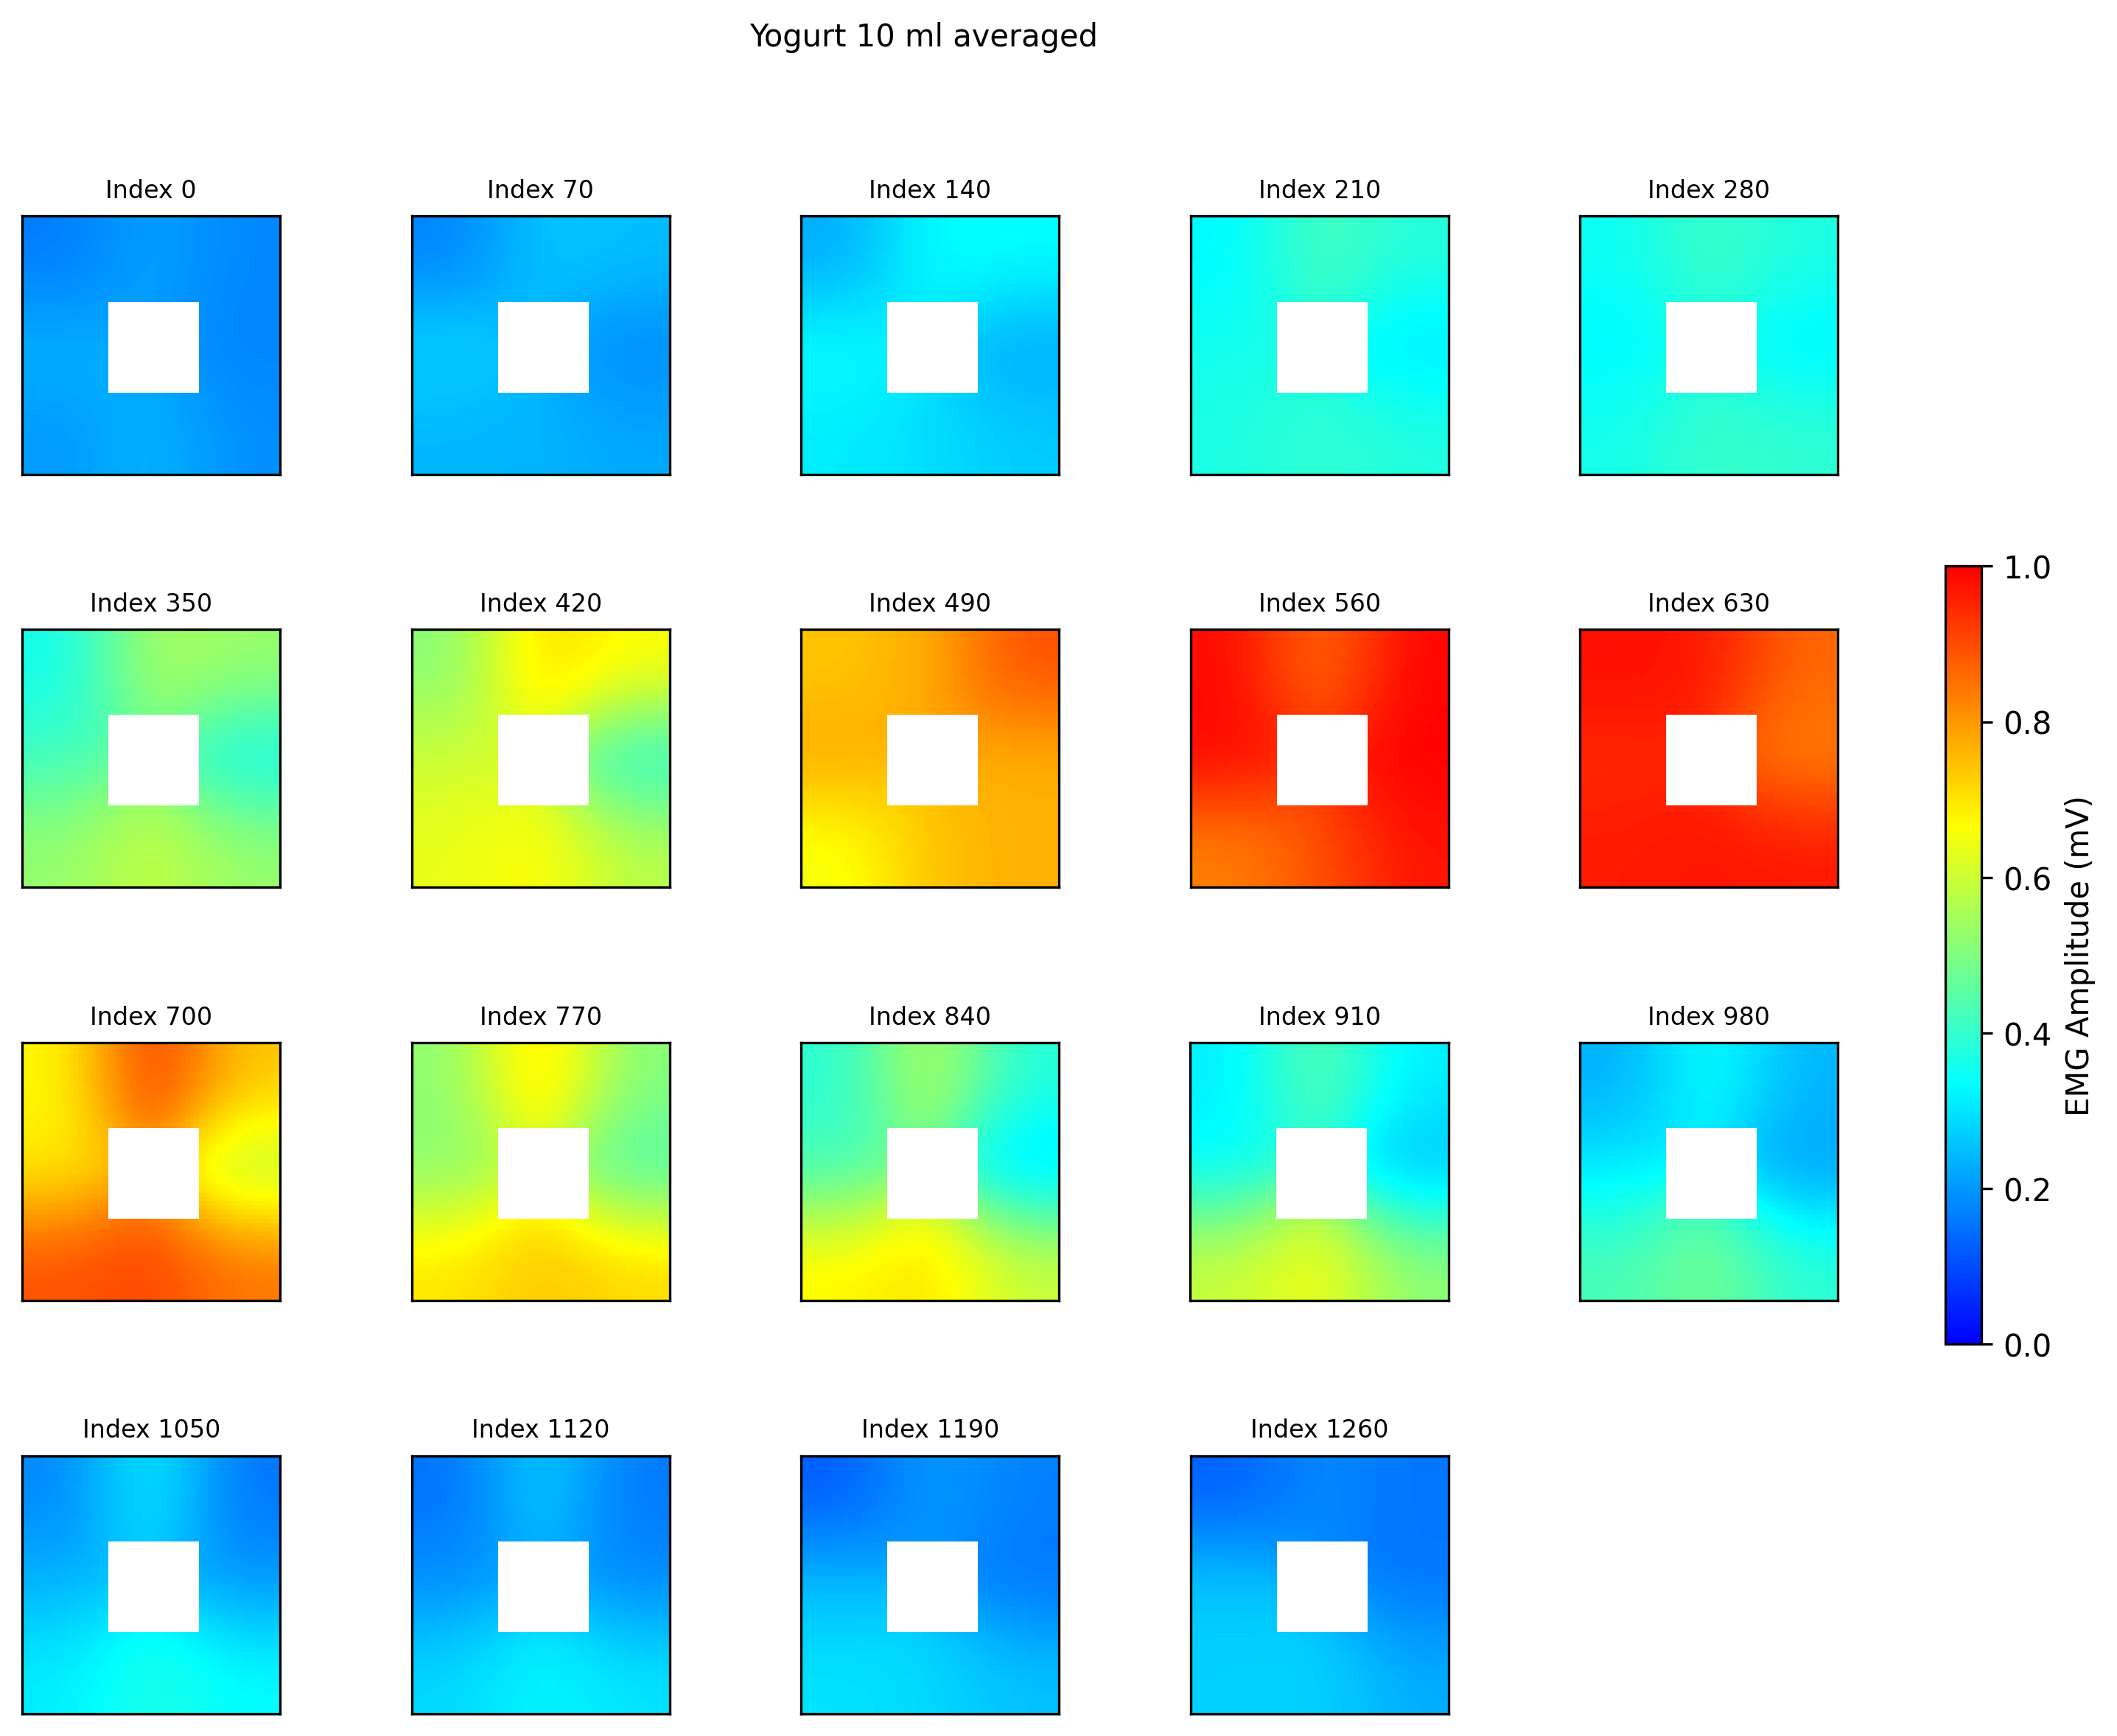 Yogurt 10 ml averaged
Index 0
Index 70
Index 140
Index 210
Index 280
Index 350
Index 420
Index 490
Index 560
Index 630
Index 700
Index 770
Index 840
Index 910
Index 980
Index 1050
Index 1120
Index 1190
Index 1260
1.0
0.8
0.6
0.4
0.2
0.0
EMG Amplitude (mV)